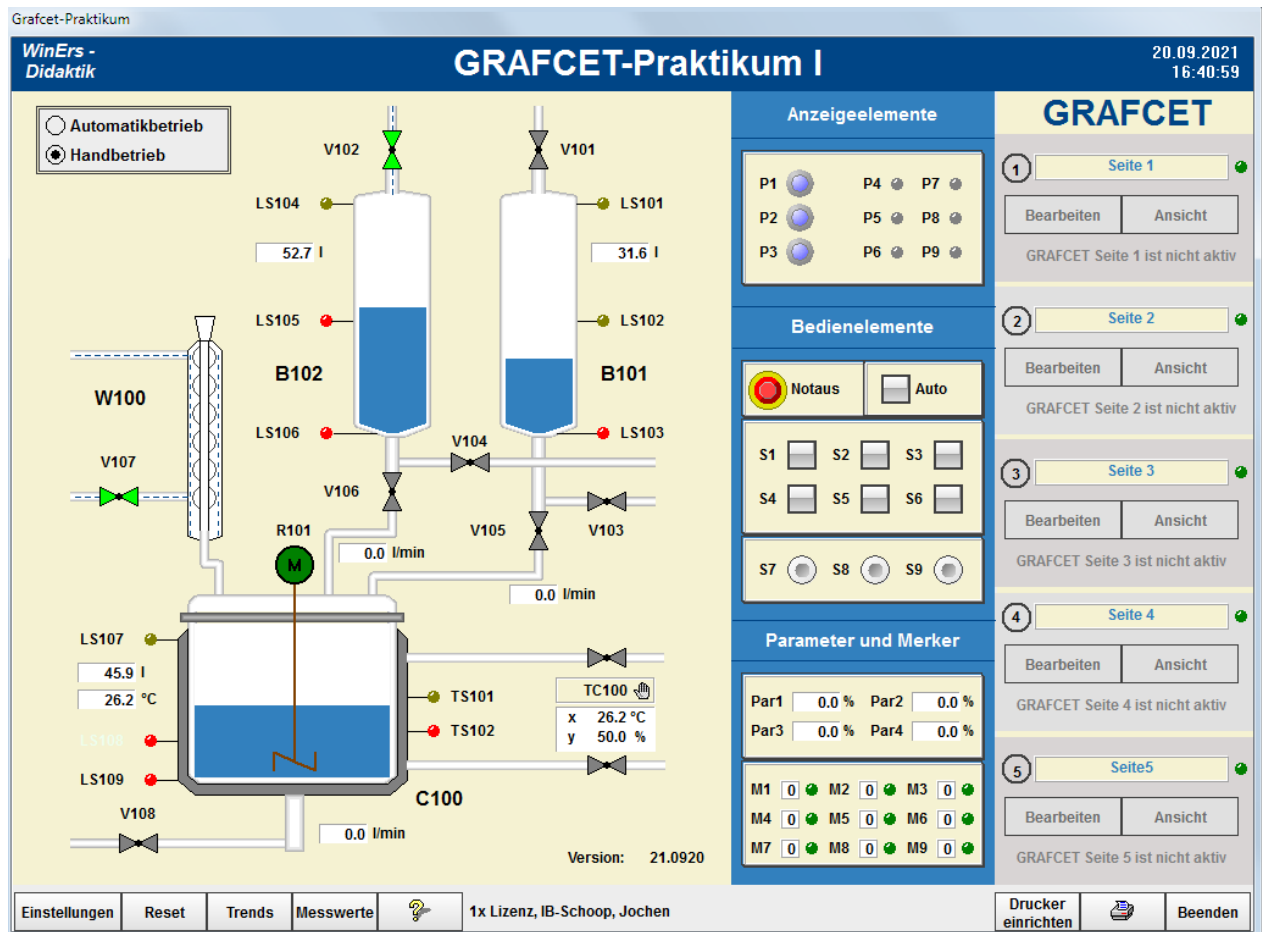 Grafcet-Praktikum
WinErs -
Didaktik
GRAFCET-Praktikum I
20.09.2021
16:40:59
Automatikbetrieb
Handbetrieb
V102
V101
LS104
LS101
52.7 l
31.6 l
LS105
LS102
B102
B101
W100
LS106
LS103
V104
V107
V106
R101
V105
V103
M
0.0 l/min
0.0 l/min
LS107
45.9 l
26.2 °C
TC100
TS101
x 26.2 °C
TS102
y 50.0 %
LS108
LS109
C100
V108
0.0 l/min
Version: 21.0920
Anzeigeelemente
P1 P4 P7
P2 P5 P8
P3 P6 P9
Bedienelemente
Notaus Auto
S1 S2 S3
S4 S5 S6
S7 S8 S9
Parameter und Merker
Par1 0.0 % Par2 0.0 %
Par3 0.0 % Par4 0.0 %
M1 0 M2 0 M3 0
M4 0 M5 0 M6 0
M7 0 M8 0 M9 0
GRAFCET
1 Seite 1
Bearbeiten Ansicht
GRAFCET Seite 1 ist nicht aktiv
2 Seite 2
Bearbeiten Ansicht
GRAFCET Seite 2 ist nicht aktiv
3 Seite 3
Bearbeiten Ansicht
GRAFCET Seite 3 ist nicht aktiv
4 Seite 4
Bearbeiten Ansicht
GRAFCET Seite 4 ist nicht aktiv
5 Seite5
Bearbeiten Ansicht
GRAFCET Seite 5 ist nicht aktiv
Einstellungen Reset Trends Messwerte ? 1x Lizenz, IB-Schoop, Jochen
Drucker
einrichten
Beenden